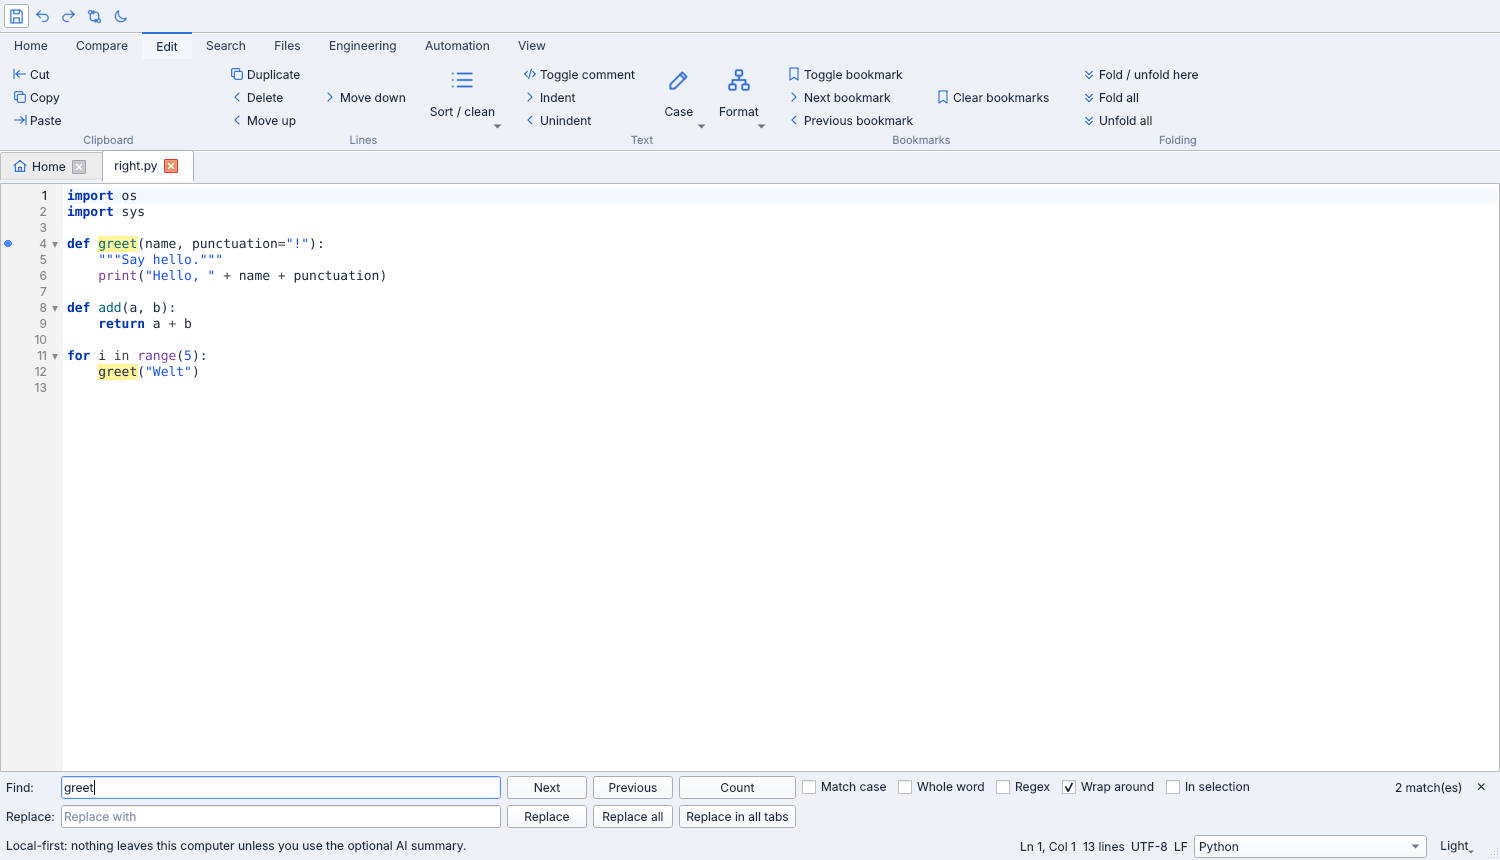 Home Compare Edit Search Files Engineering Automation View
Cut Duplicate Toggle comment Toggle bookmark Fold / unfold here
Copy Delete Move down Sort / clean Indent Case Format Next bookmark Clear bookmarks Fold all
Paste Move up Unindent Previous bookmark Unfold all
Clipboard Lines Text Bookmarks Folding
Home right.py
1 import os
2 import sys
3
4 def greet(name, punctuation="!"):
5 """Say hello."""
6 print("Hello, " + name + punctuation)
7
8 def add(a, b):
9 return a + b
10
11 for i in range(5):
12 greet("Welt")
13
Find: greet Next Previous Count Match case Whole word Regex Wrap around In selection 2 match(es)
Replace: Replace with Replace Replace all Replace in all tabs
Local-first: nothing leaves this computer unless you use the optional AI summary. Ln 1, Col 1 13 lines UTF-8 LF Python Light